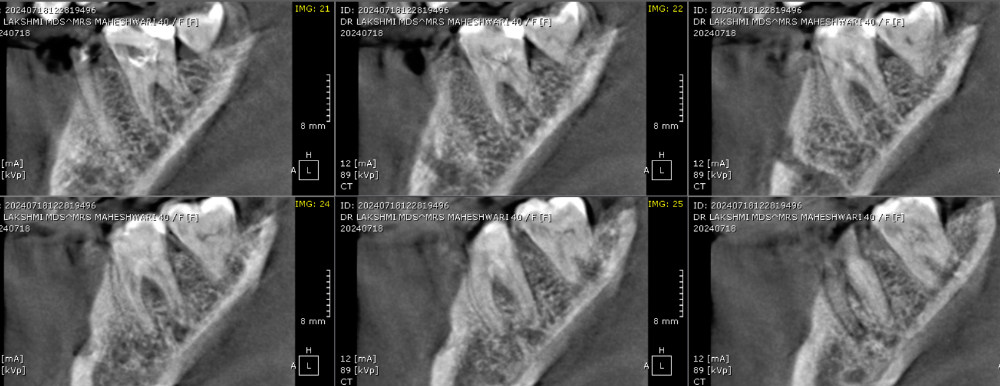 : 20240718122819496
LAKSHMI MDS^MRS MAHESHWARI 40 / F [F]
240718
IMG: 21
8 mm
H
A L
[mA]
[kVp]
ID: 20240718122819496
DR LAKSHMI MDS^MRS MAHESHWARI 40 / F [F]
20240718
IMG: 22
8 mm
H
A L
12 [mA]
89 [kVp]
CT
ID: 20240718122819496
DR LAKSHMI MDS^MRS MAHESHWARI 40 / F [F]
20240718
12 [mA]
89 [kVp]
CT
: 20240718122819496
LAKSHMI MDS^MRS MAHESHWARI 40 / F [F]
240718
IMG: 24
8 mm
H
A L
[mA]
[kVp]
ID: 20240718122819496
DR LAKSHMI MDS^MRS MAHESHWARI 40 / F [F]
20240718
IMG: 25
8 mm
H
A L
12 [mA]
89 [kVp]
CT
ID: 20240718122819496
DR LAKSHMI MDS^MRS MAHESHWARI 40 / F [F]
20240718
12 [mA]
89 [kVp]
CT